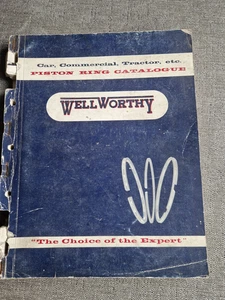 Car, Commercial, Tractor, etc.,
PISTON RING CATALOGUE
WELLWORTHY
"The Choice of the Expert"